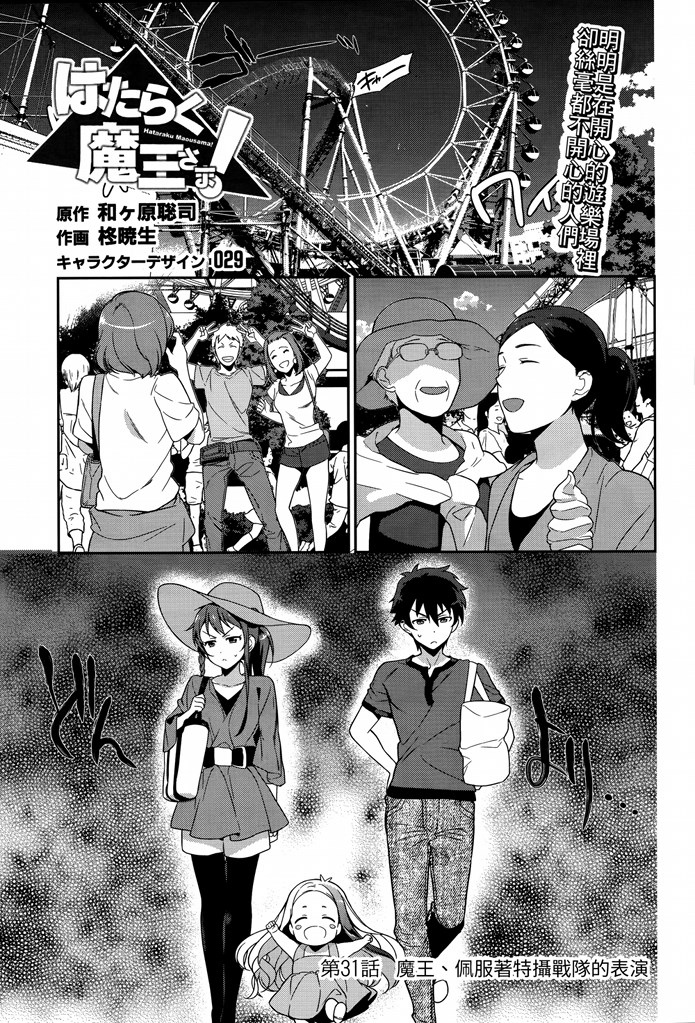 明明是在開心的遊樂場裡
卻絲毫都不開心的人們
キャー
ワイ
はたらく
Hataraku Maousama!
魔王さま!
原作 和ヶ原聡司
作画 柊暁生
キャラクターデザイン 029
どんより…
第31話 魔王、佩服著特攝戰隊的表演